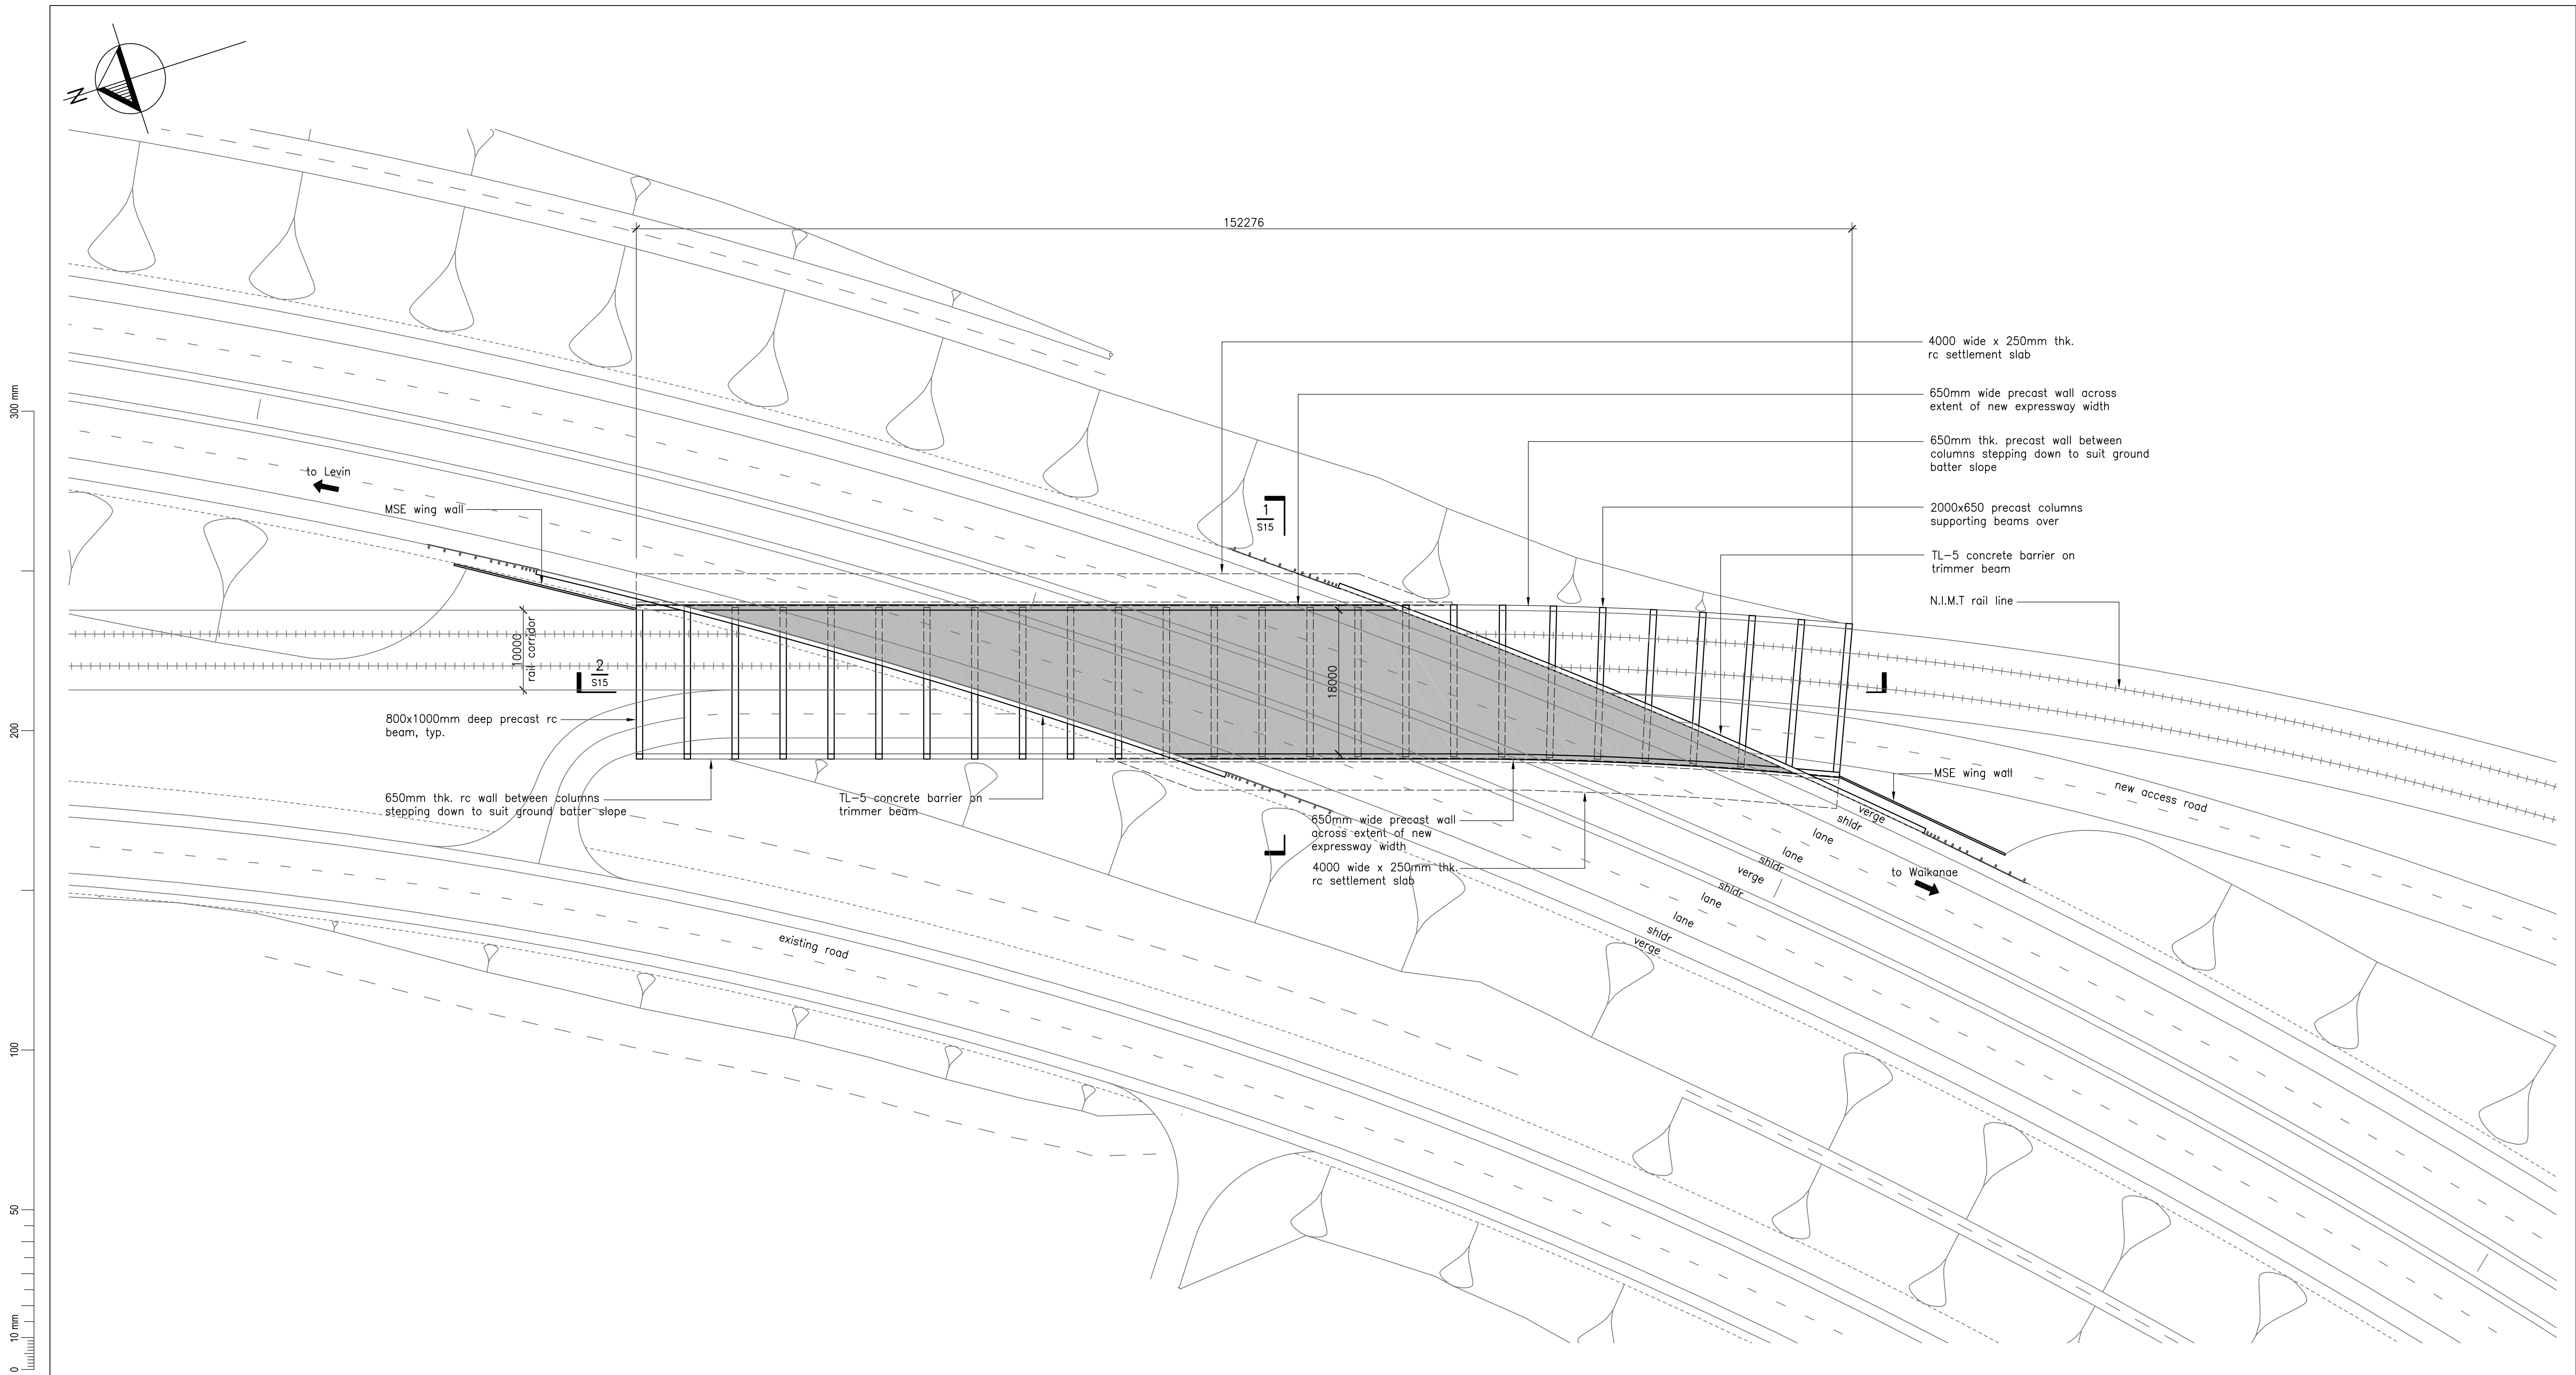 N
152276
4000 wide x 250mm thk.
rc settlement slab
650mm wide precast wall across
extent of new expressway width
650mm thk. precast wall between
columns stepping down to suit ground
batter slope
2000x650 precast columns
supporting beams over
TL-5 concrete barrier on
trimmer beam
N.I.M.T rail line
to Levin
MSE wing wall
1
S15
10000
rail corridor
2
S15
18000
800x1000mm deep precast rc
beam, typ.
650mm thk. rc wall between columns
stepping down to suit ground batter slope
TL-5 concrete barrier on
trimmer beam
650mm wide precast wall
across extent of new
expressway width
4000 wide x 250mm thk.
rc settlement slab
MSE wing wall
new access road
verge
shldr
lane
lane
shldr
verge
shldr
lane
lane
shldr
verge
to Waikanae
existing road
300 mm
200
100
50
10 mm
0